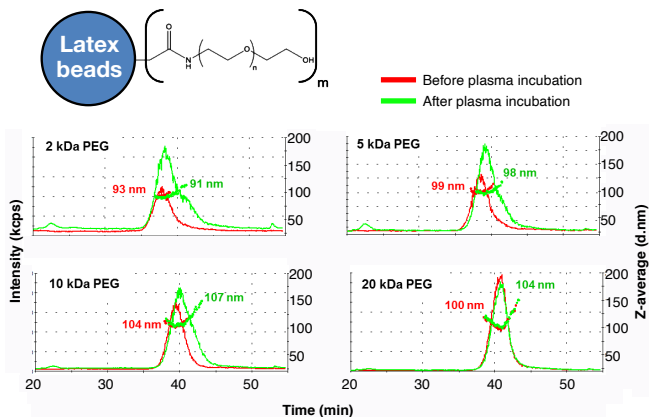 Latex
beads
O
N
H
O
n
OH
m
Before plasma incubation
After plasma incubation
2 kDa PEG
93 nm
91 nm
200
150
100
50
5 kDa PEG
99 nm
98 nm
200
150
100
50
10 kDa PEG
104 nm
107 nm
200
150
100
50
20 30 40 50
20 kDa PEG
100 nm
104 nm
200
150
100
50
20 30 40 50
Intensity (kcps)
Z-average (d.nm)
Time (min)